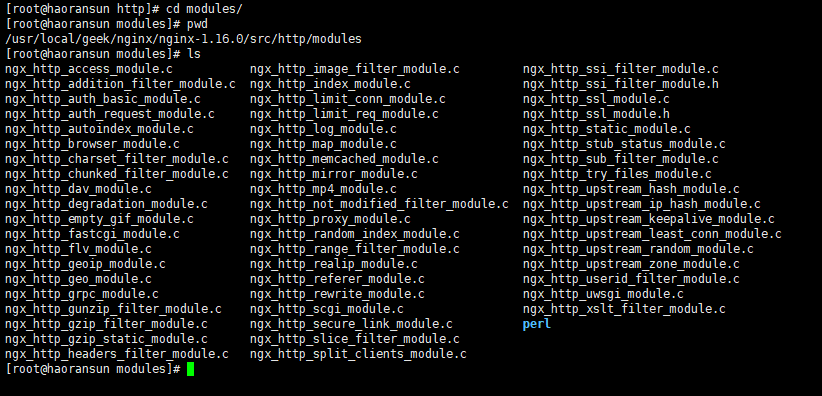 [root@haoransun http]# cd modules/
[root@haoransun modules]# pwd
/usr/local/geek/nginx/nginx-1.16.0/src/http/modules
[root@haoransun modules]# ls
ngx_http_access_module.c ngx_http_image_filter_module.c ngx_http_ssi_filter_module.c
ngx_http_addition_filter_module.c ngx_http_index_module.c ngx_http_ssi_filter_module.h
ngx_http_auth_basic_module.c ngx_http_limit_conn_module.c ngx_http_ssl_module.c
ngx_http_auth_request_module.c ngx_http_limit_req_module.c ngx_http_ssl_module.h
ngx_http_autoindex_module.c ngx_http_log_module.c ngx_http_static_module.c
ngx_http_browser_module.c ngx_http_map_module.c ngx_http_stub_status_module.c
ngx_http_charset_filter_module.c ngx_http_memcached_module.c ngx_http_sub_filter_module.c
ngx_http_chunked_filter_module.c ngx_http_mirror_module.c ngx_http_try_files_module.c
ngx_http_dav_module.c ngx_http_mp4_module.c ngx_http_upstream_hash_module.c
ngx_http_degradation_module.c ngx_http_not_modified_filter_module.c ngx_http_upstream_ip_hash_module.c
ngx_http_empty_gif_module.c ngx_http_proxy_module.c ngx_http_upstream_keepalive_module.c
ngx_http_fastcgi_module.c ngx_http_random_index_module.c ngx_http_upstream_least_conn_module.c
ngx_http_flv_module.c ngx_http_range_filter_module.c ngx_http_upstream_random_module.c
ngx_http_geoip_module.c ngx_http_realip_module.c ngx_http_upstream_zone_module.c
ngx_http_geo_module.c ngx_http_referer_module.c ngx_http_userid_filter_module.c
ngx_http_grpc_module.c ngx_http_rewrite_module.c ngx_http_uwsgi_module.c
ngx_http_gunzip_filter_module.c ngx_http_scgi_module.c ngx_http_xslt_filter_module.c
ngx_http_gzip_filter_module.c ngx_http_secure_link_module.c perl
ngx_http_gzip_static_module.c ngx_http_slice_filter_module.c
ngx_http_headers_filter_module.c ngx_http_split_clients_module.c
[root@haoransun modules]#